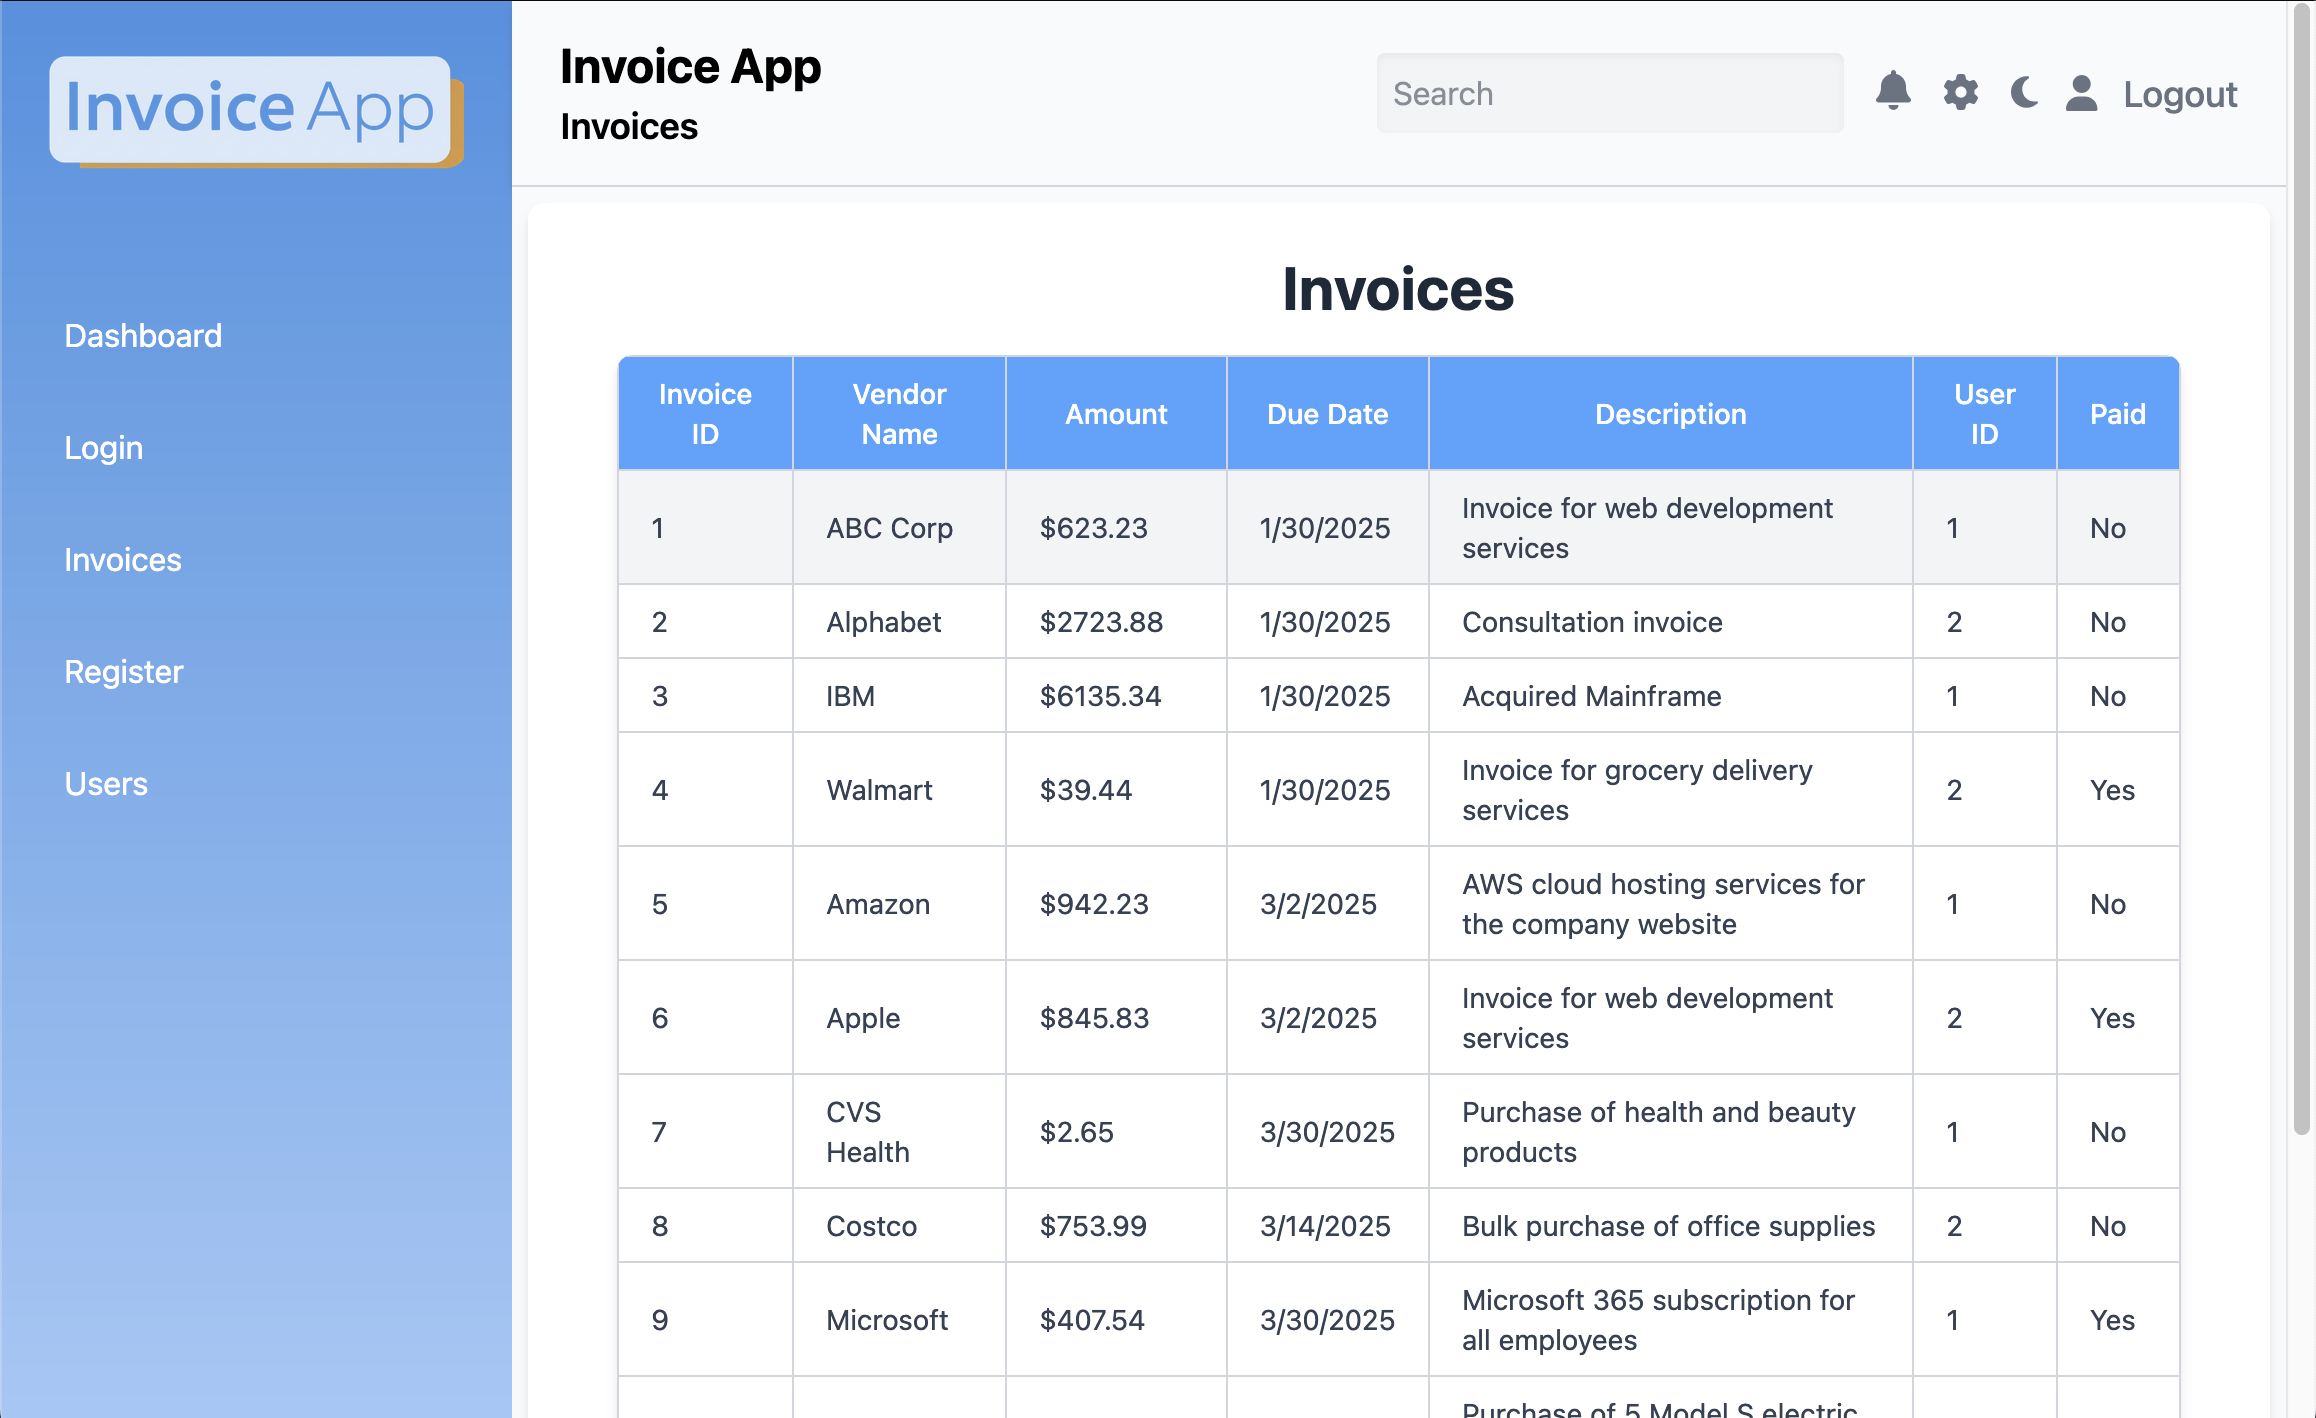 Invoice App
Invoice App
Invoices
Search
Logout
Dashboard
Login
Invoices
Register
Users
Invoices
Invoice ID Vendor Name Amount Due Date Description User ID Paid
1 ABC Corp $623.23 1/30/2025 Invoice for web development services 1 No
2 Alphabet $2723.88 1/30/2025 Consultation invoice 2 No
3 IBM $6135.34 1/30/2025 Acquired Mainframe 1 No
4 Walmart $39.44 1/30/2025 Invoice for grocery delivery services 2 Yes
5 Amazon $942.23 3/2/2025 AWS cloud hosting services for the company website 1 No
6 Apple $845.83 3/2/2025 Invoice for web development services 2 Yes
7 CVS Health $2.65 3/30/2025 Purchase of health and beauty products 1 No
8 Costco $753.99 3/14/2025 Bulk purchase of office supplies 2 No
9 Microsoft $407.54 3/30/2025 Microsoft 365 subscription for all employees 1 Yes
Purchase of 5 Model S electric